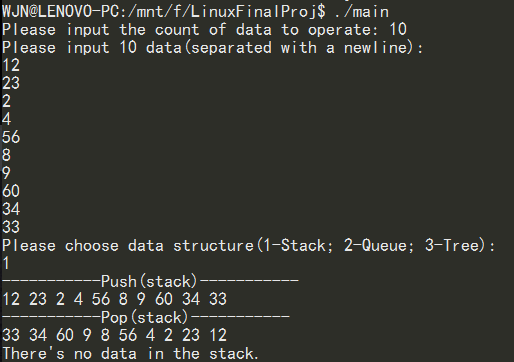 WJN@LENOVO-PC:/mnt/f/LinuxFinalProj$ ./main
Please input the count of data to operate: 10
Please input 10 data(separated with a newline):
12
23
2
4
56
8
9
60
34
33
Please choose data structure(1-Stack; 2-Queue; 3-Tree):
1
-----------Push(stack)-----------
12 23 2 4 56 8 9 60 34 33
-----------Pop(stack)-----------
33 34 60 9 8 56 4 2 23 12
There's no data in the stack.